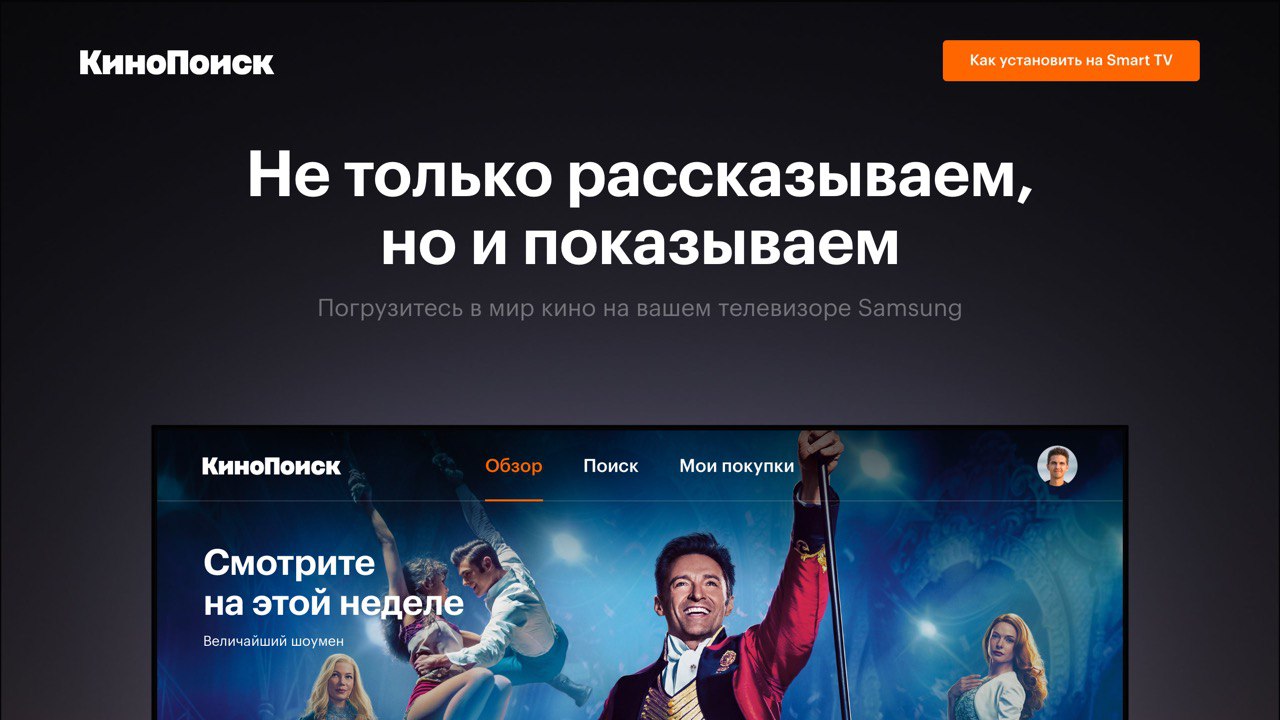 КиноПоиск
Как установить на Smart TV
Не только рассказываем,
но и показываем
Погрузитесь в мир кино на вашем телевизоре Samsung
КиноПоиск
Обзор
Поиск
Мои покупки
Смотрите
на этой неделе
Величайший шоумен